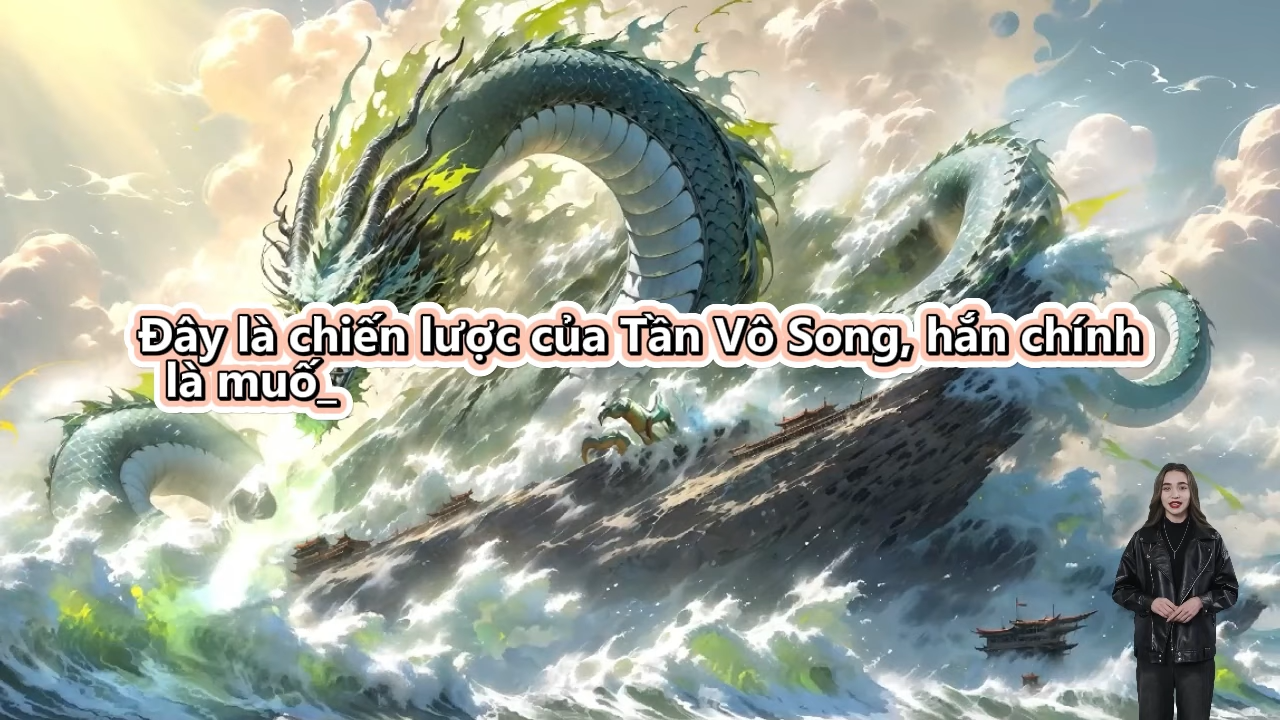 Đây là chiến lược của Tần Vô Song, hắn chính
là muố_